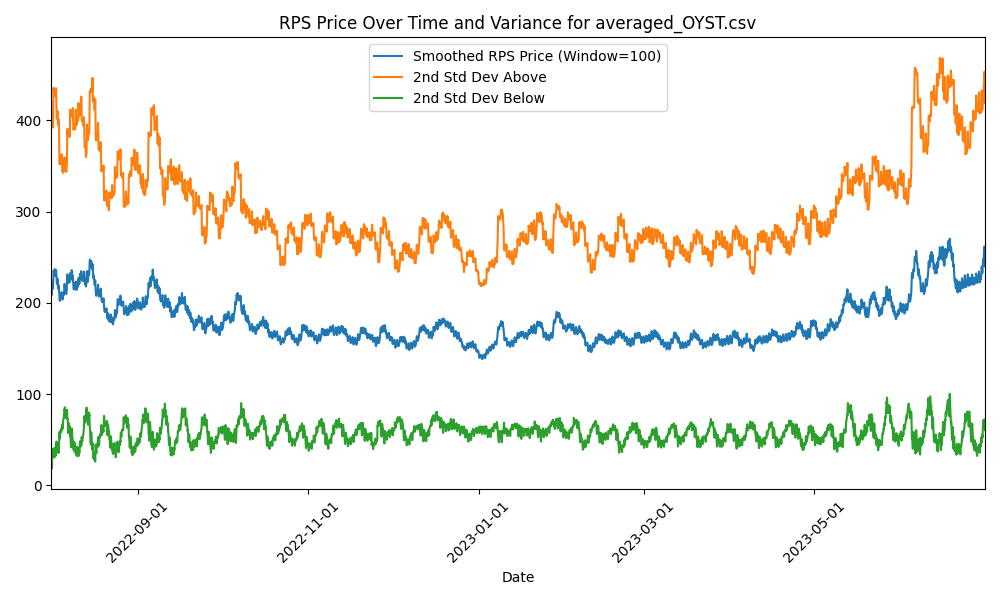 RPS Price Over Time and Variance for averaged_OYST.csv
Smoothed RPS Price (Window=100)
2nd Std Dev Above
2nd Std Dev Below
400
300
200
100
0
2022-09-01
2022-11-01
2023-01-01
2023-03-01
2023-05-01
Date